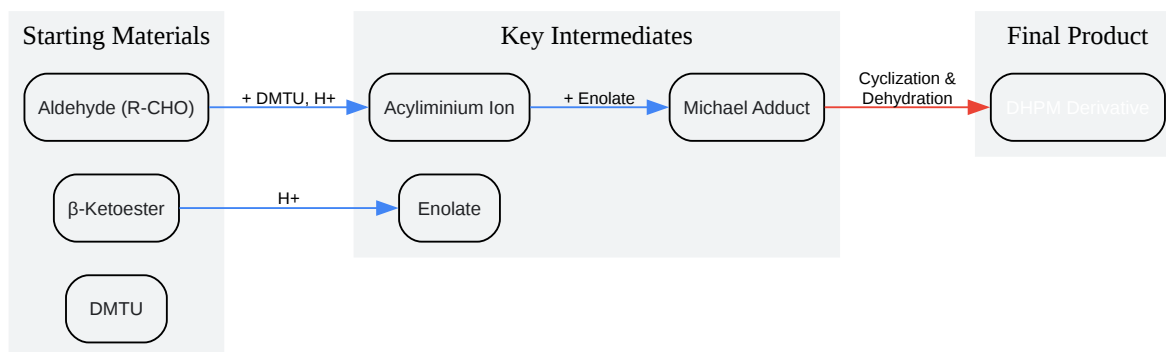 Starting Materials
Key Intermediates
Final Product
Aldehyde (R-CHO)
+ DMTU, H+
Acyliminium Ion
+ Enolate
Michael Adduct
Cyclization &
Dehydration
DHPM Derivative
β-Ketoester
H+
Enolate
DMTU